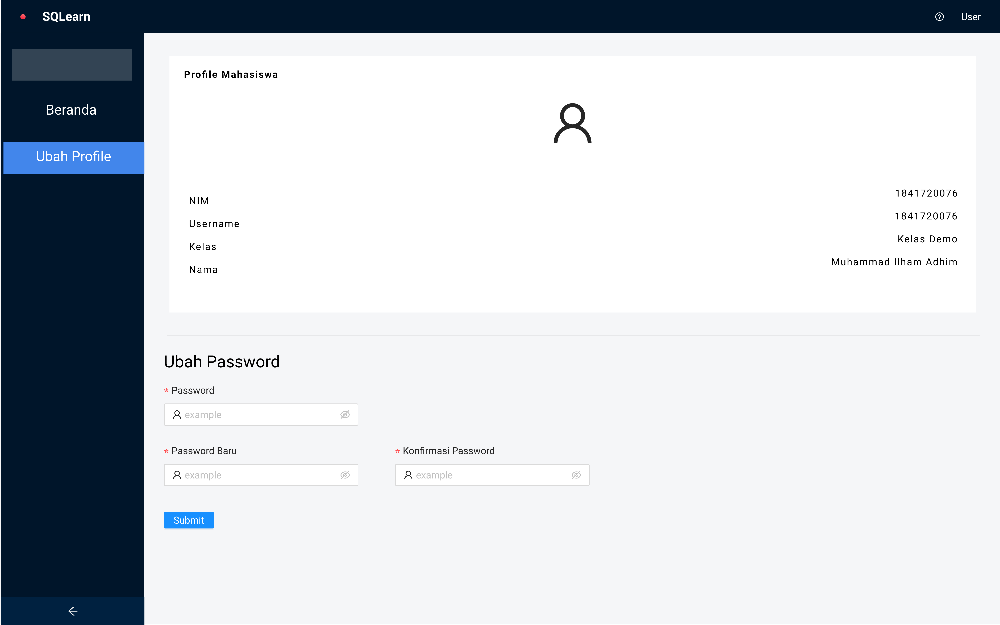 SQLearn
User
Beranda
Ubah Profile
Profile Mahasiswa
NIM
1841720076
Username
1841720076
Kelas
Kelas Demo
Nama
Muhammad Ilham Adhim
Ubah Password
* Password
example
* Password Baru
example
* Konfirmasi Password
example
Submit